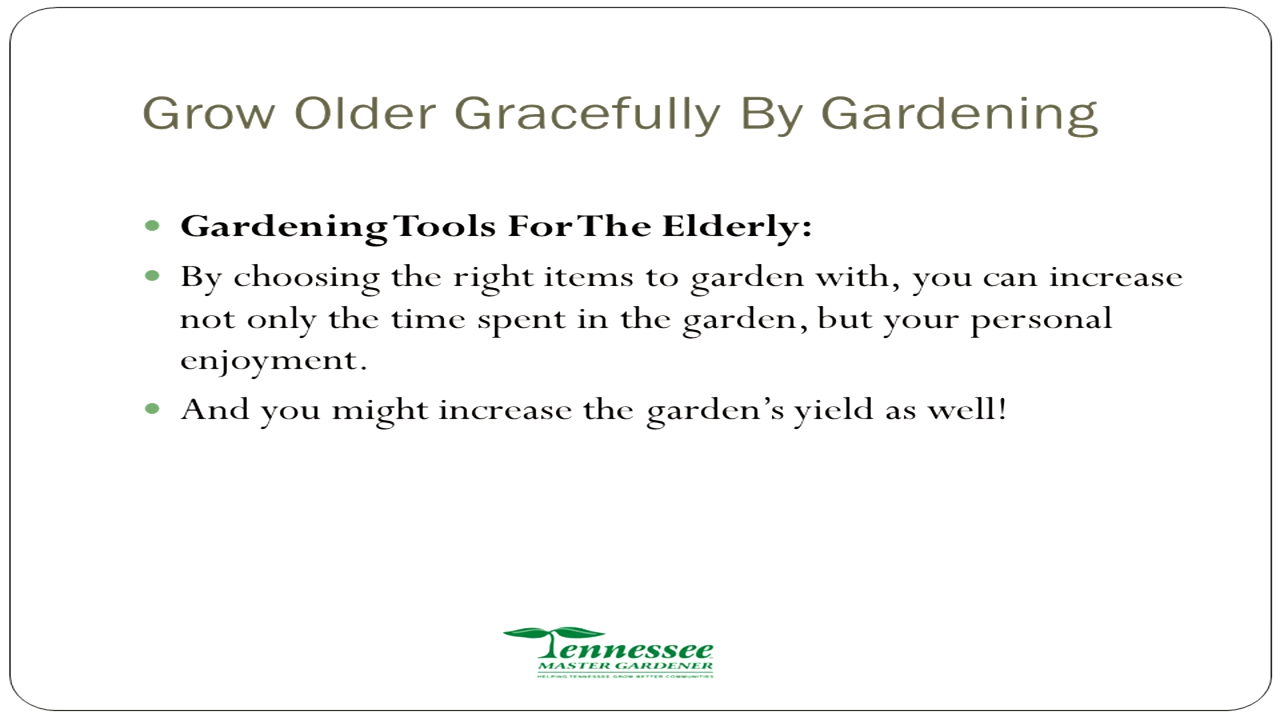 Grow Older Gracefully By Gardening
Gardening Tools For The Elderly:
By choosing the right items to garden with, you can increase
not only the time spent in the garden, but your personal
enjoyment.
And you might increase the garden’s yield as well!
Tennessee
MASTER GARDENER
HELPING TENNESSEE GROW BETTER COMMUNITIES